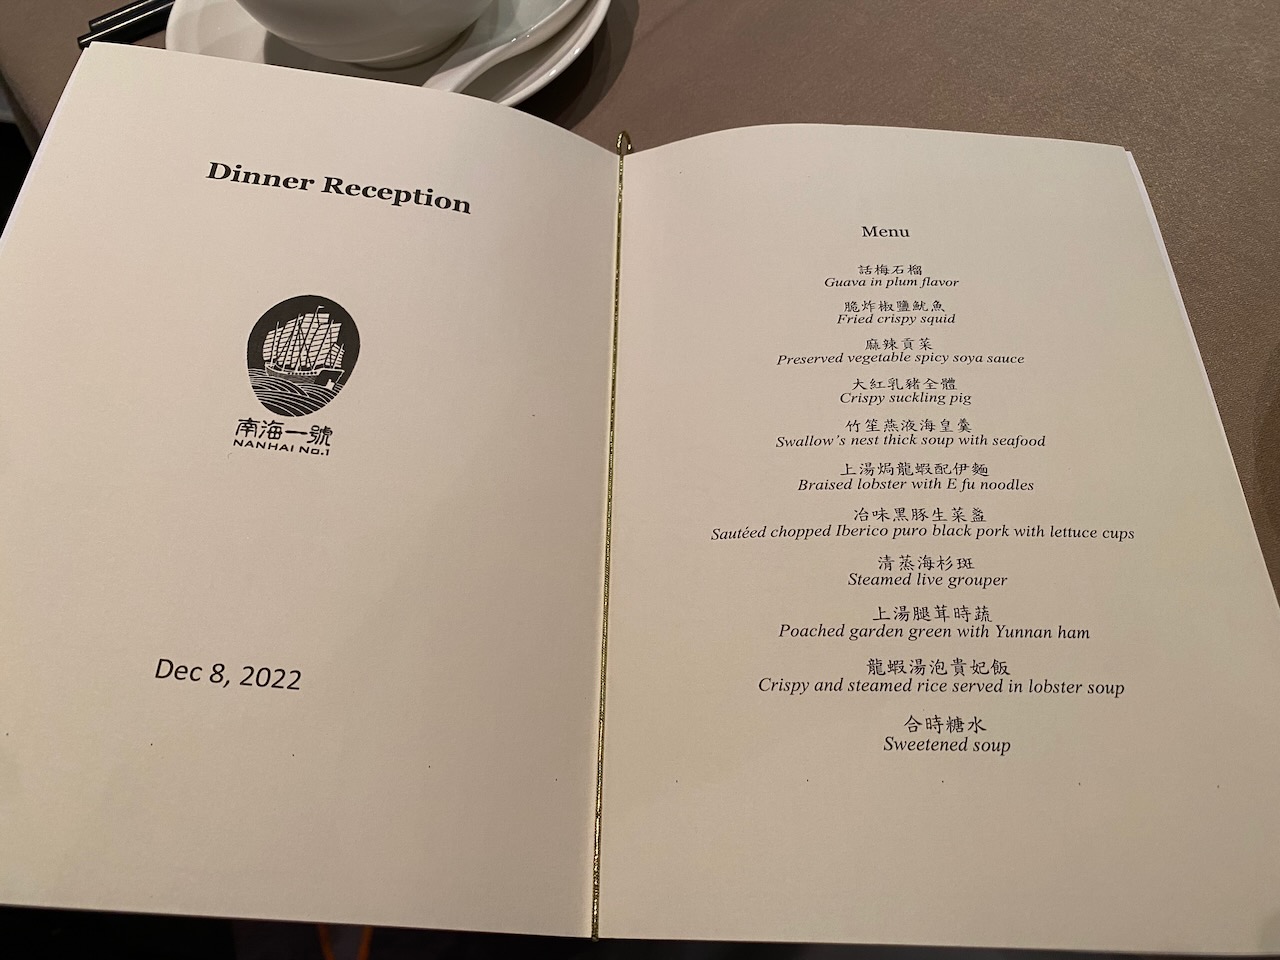 Dinner Reception
南海一號
NANHAI No.1
Dec 8, 2022
Menu
話梅石榴
Guava in plum flavor
脆炸椒鹽魷魚
Fried crispy squid
麻辣貢菜
Preserved vegetable spicy soya sauce
大紅乳豬全體
Crispy suckling pig
竹笙燕液海皇羹
Swallow's nest thick soup with seafood
上湯焗龍蝦配伊麵
Braised lobster with E fu noodles
冶味黑豚生菜盞
Sautéed chopped Iberico puro black pork with lettuce cups
清蒸海杉斑
Steamed live grouper
上湯腿茸時蔬
Poached garden green with Yunnan ham
龍蝦湯泡貴妃飯
Crispy and steamed rice served in lobster soup
合時糖水
Sweetened soup